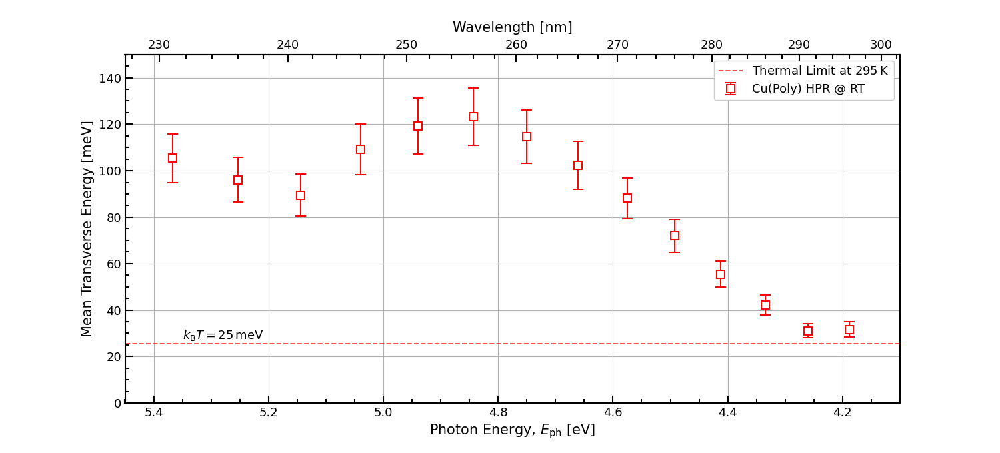 Wavelength [nm]
230 240 250 260 270 280 290 300
Thermal Limit at 295 K
Cu(Poly) HPR @ RT
Mean Transverse Energy [meV]
140
120
100
80
60
40
20
0
k_B T = 25 meV
5.4 5.2 5.0 4.8 4.6 4.4 4.2
Photon Energy, E_ph [eV]